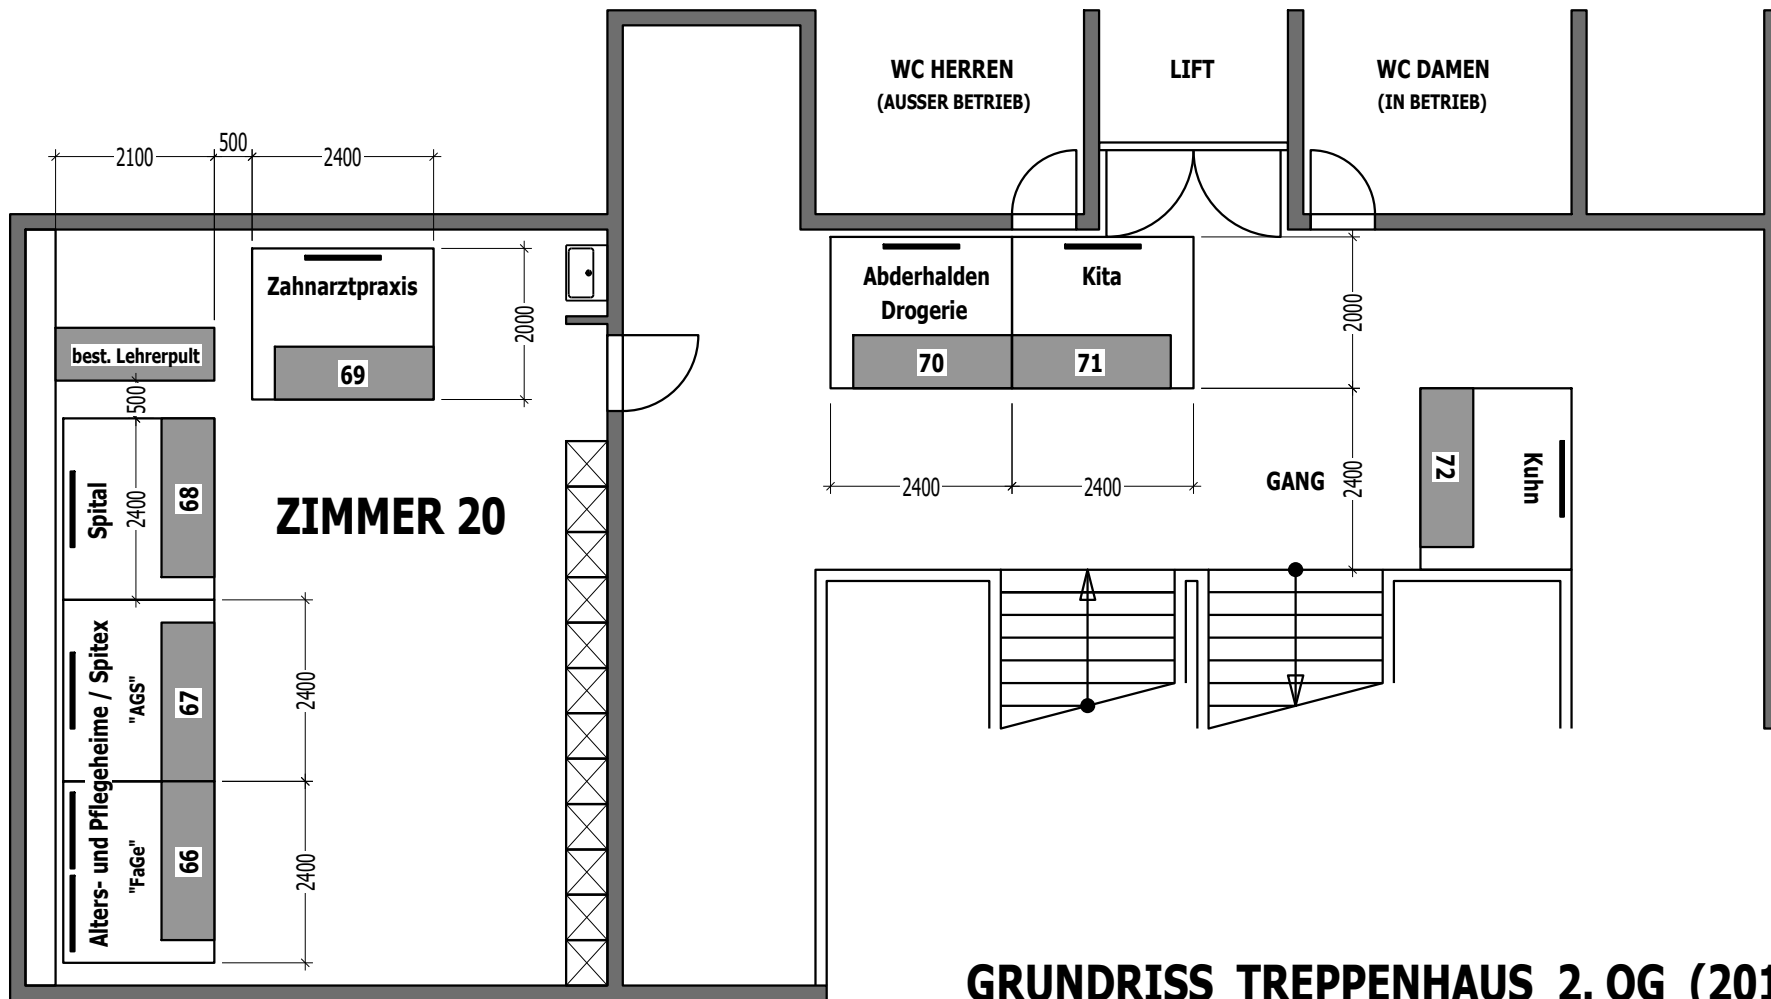 WC HERREN
(AUSSER BETRIEB)
LIFT
WC DAMEN
(IN BETRIEB)
2100
500
2400
Zahnarztpraxis
69
2000
best. Lehrerpult
500
2400
Spital
68
ZIMMER 20
Alters- und Pflegeheime / Spitex
"AGS"
67
2400
"FaGe"
66
2400
Abderhalden
Drogerie
70
Kita
71
2000
2400
2400
GANG
2400
72
Kuhn
GRUNDRISS TREPPENHAUS 2. OG (201